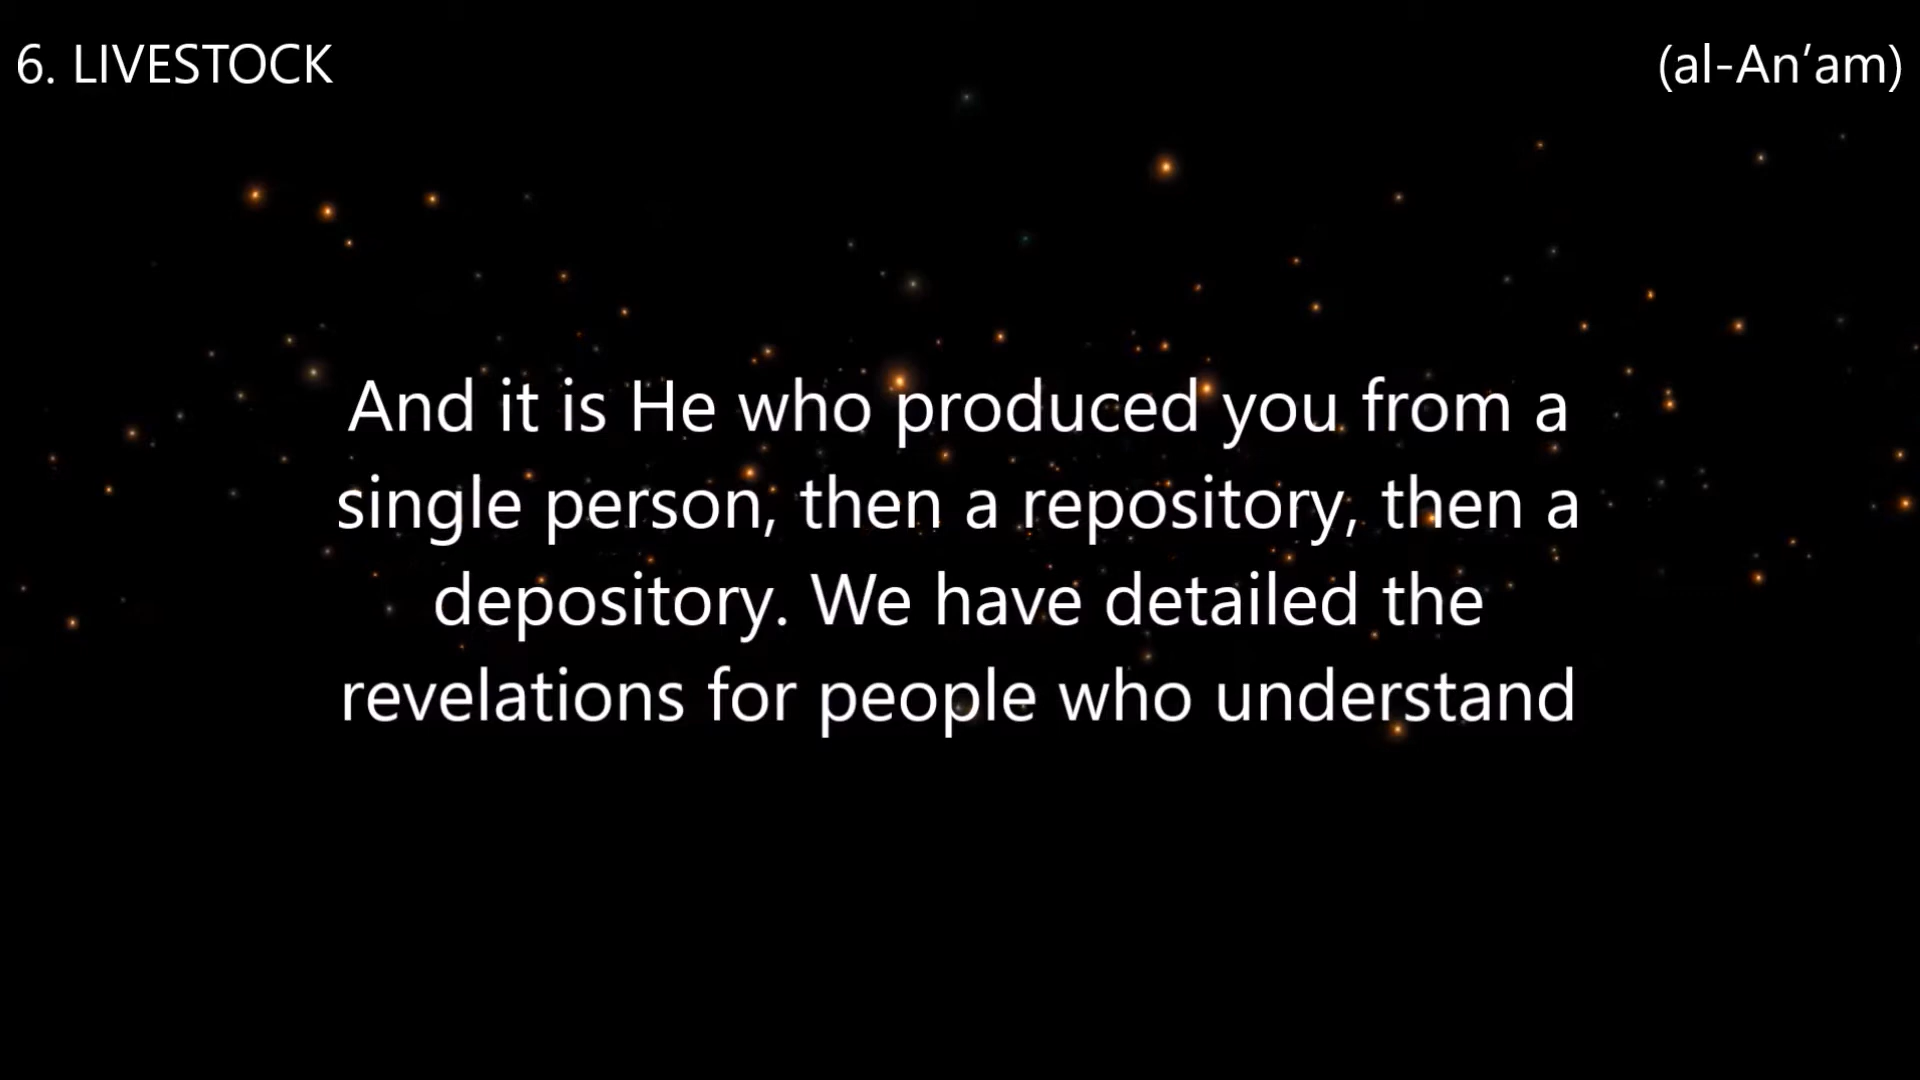 6. LIVESTOCK
(al-An’am)
And it is He who produced you from a
single person, then a repository, then a
depository. We have detailed the
revelations for people who understand